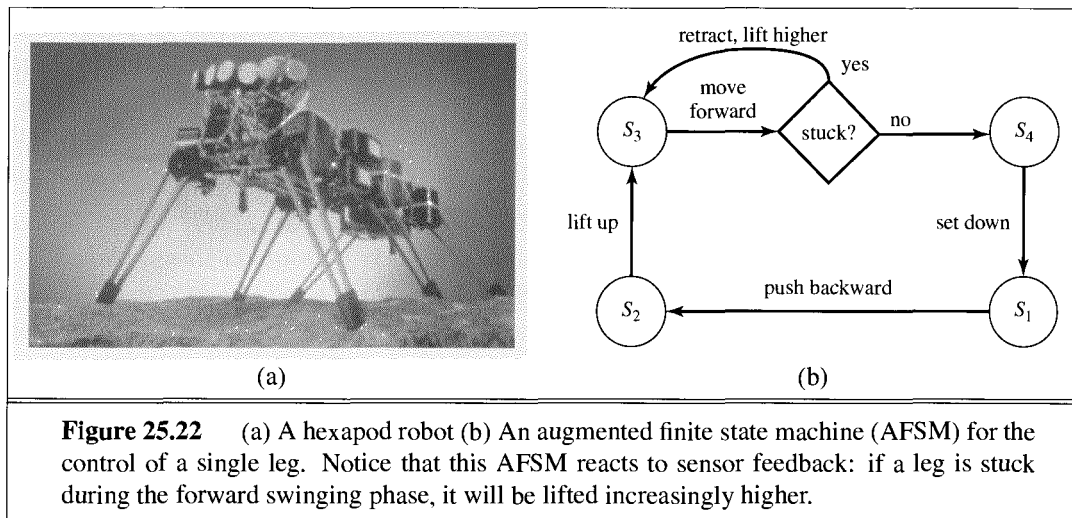 retract, lift higher
yes
move
forward
S3
stuck?
no
S4
lift up
set down
push backward
S2
S1
(a)
(b)
Figure 25.22 (a) A hexapod robot (b) An augmented finite state machine (AFSM) for the
control of a single leg. Notice that this AFSM reacts to sensor feedback: if a leg is stuck
during the forward swinging phase, it will be lifted increasingly higher.